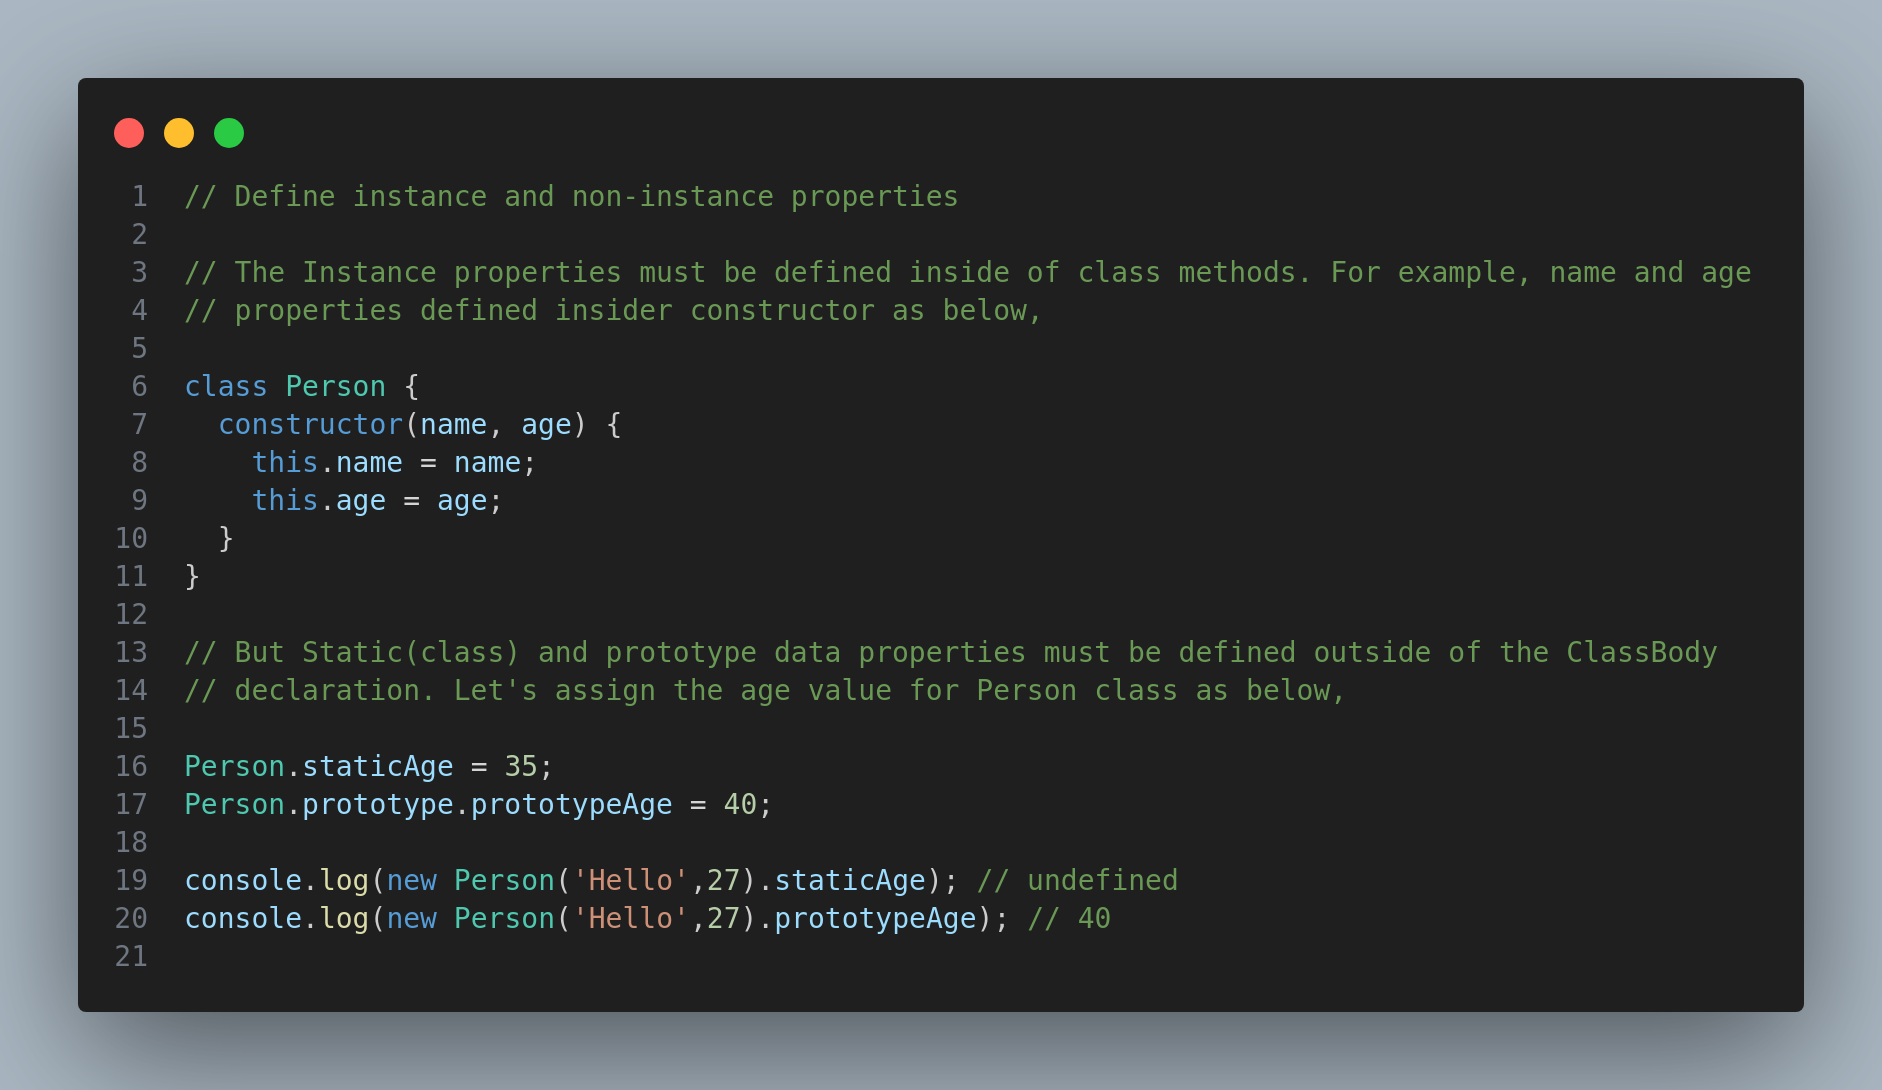 1 // Define instance and non-instance properties
2
3 // The Instance properties must be defined inside of class methods. For example, name and age
4 // properties defined insider constructor as below,
5
6 class Person {
7   constructor(name, age) {
8     this.name = name;
9     this.age = age;
10   }
11 }
12
13 // But Static(class) and prototype data properties must be defined outside of the ClassBody
14 // declaration. Let's assign the age value for Person class as below,
15
16 Person.staticAge = 35;
17 Person.prototype.prototypeAge = 40;
18
19 console.log(new Person('Hello',27).staticAge); // undefined
20 console.log(new Person('Hello',27).prototypeAge); // 40
21